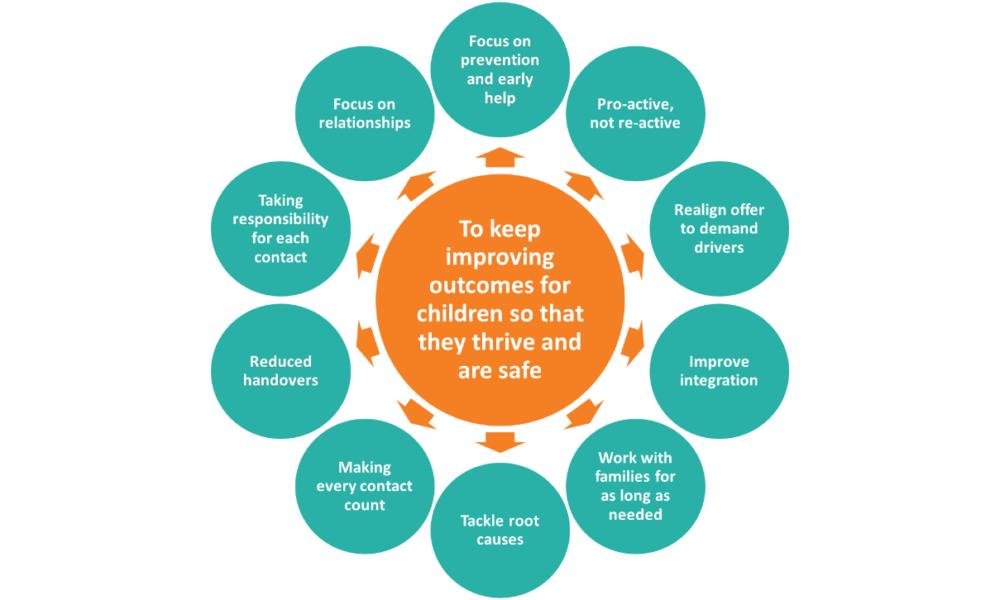 Focus on
prevention
and early
help
Pro-active,
not re-active
Realign offer
to demand
drivers
Improve
integration
Work with
families for
as long as
needed
Tackle root
causes
Making
every contact
count
Reduced
handovers
Taking
responsibility
for each
contact
Focus on
relationships
To keep
improving
outcomes for
children so that
they thrive and
are safe